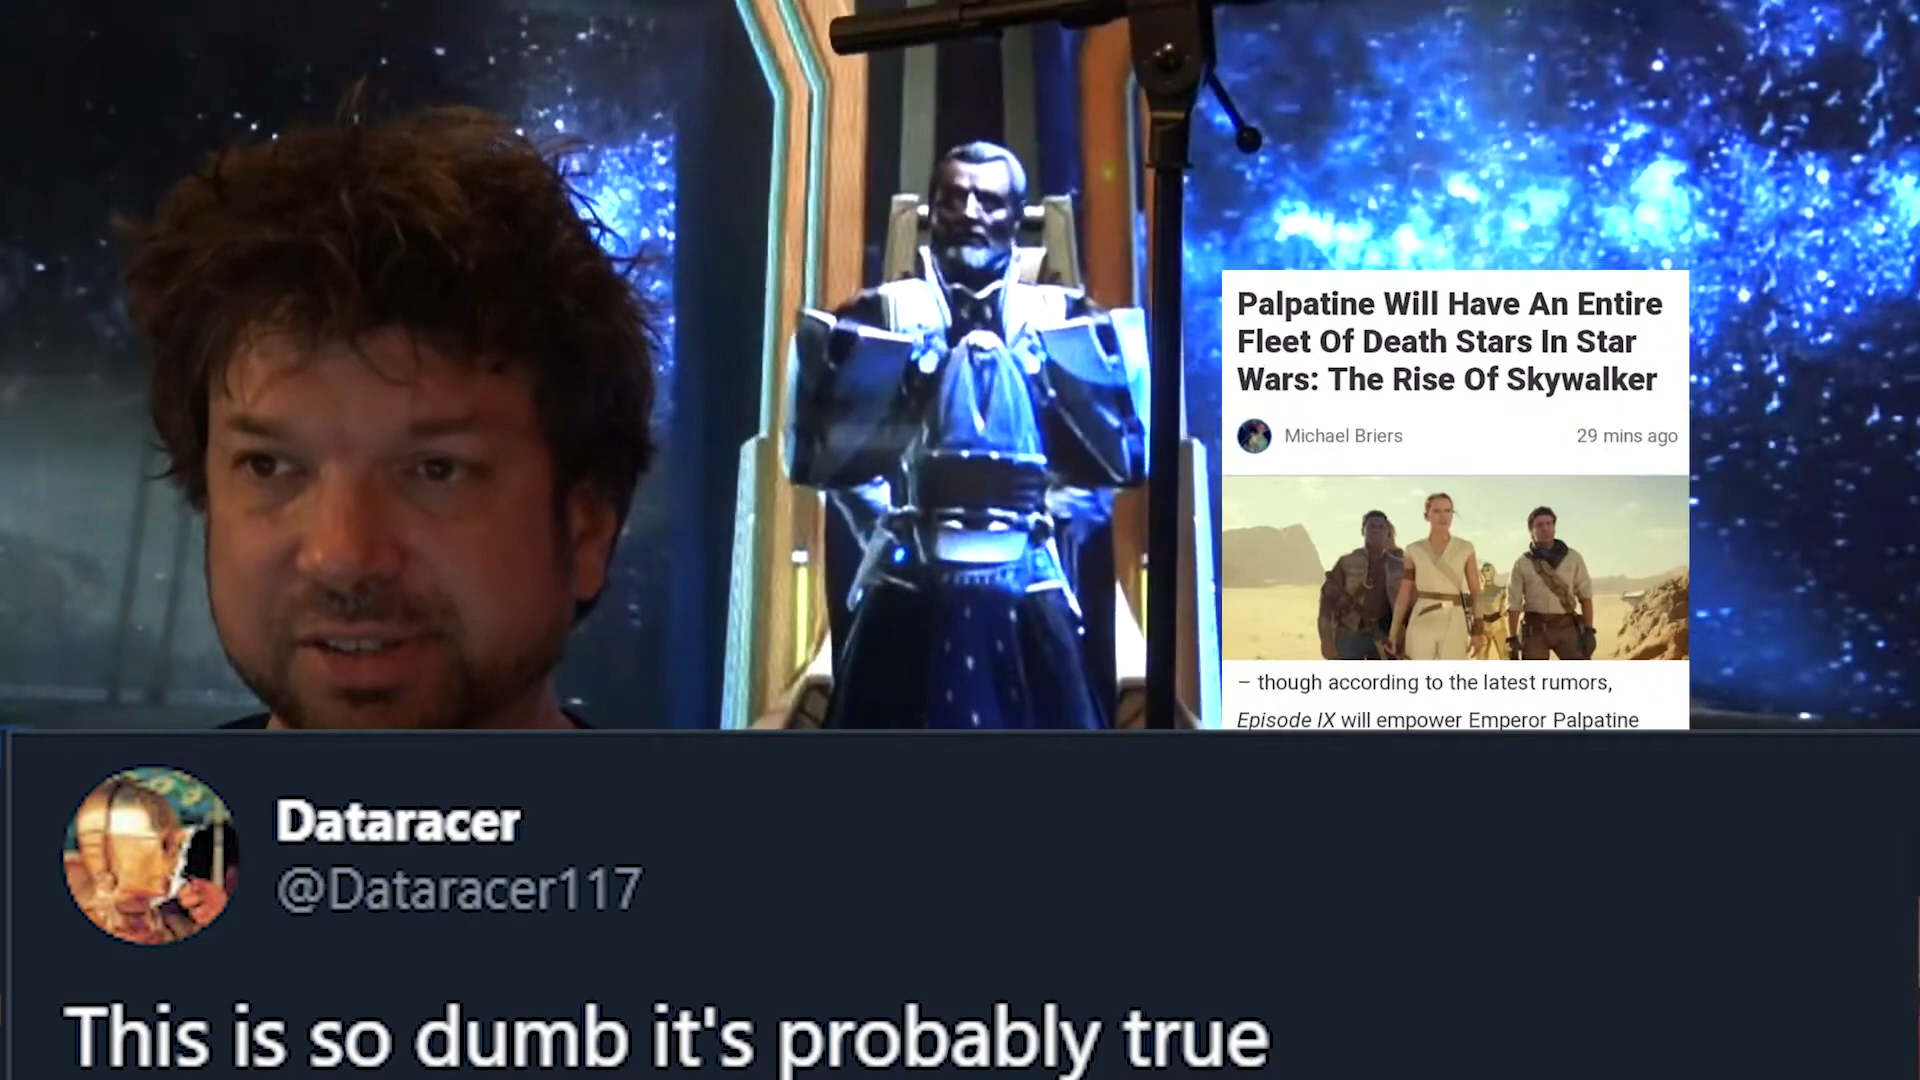 Palpatine Will Have An Entire
Fleet Of Death Stars In Star
Wars: The Rise Of Skywalker
Michael Briers
29 mins ago
– though according to the latest rumors,
Episode IX will empower Emperor Palpatine
Dataracer
@Dataracer117
This is so dumb it's probably true